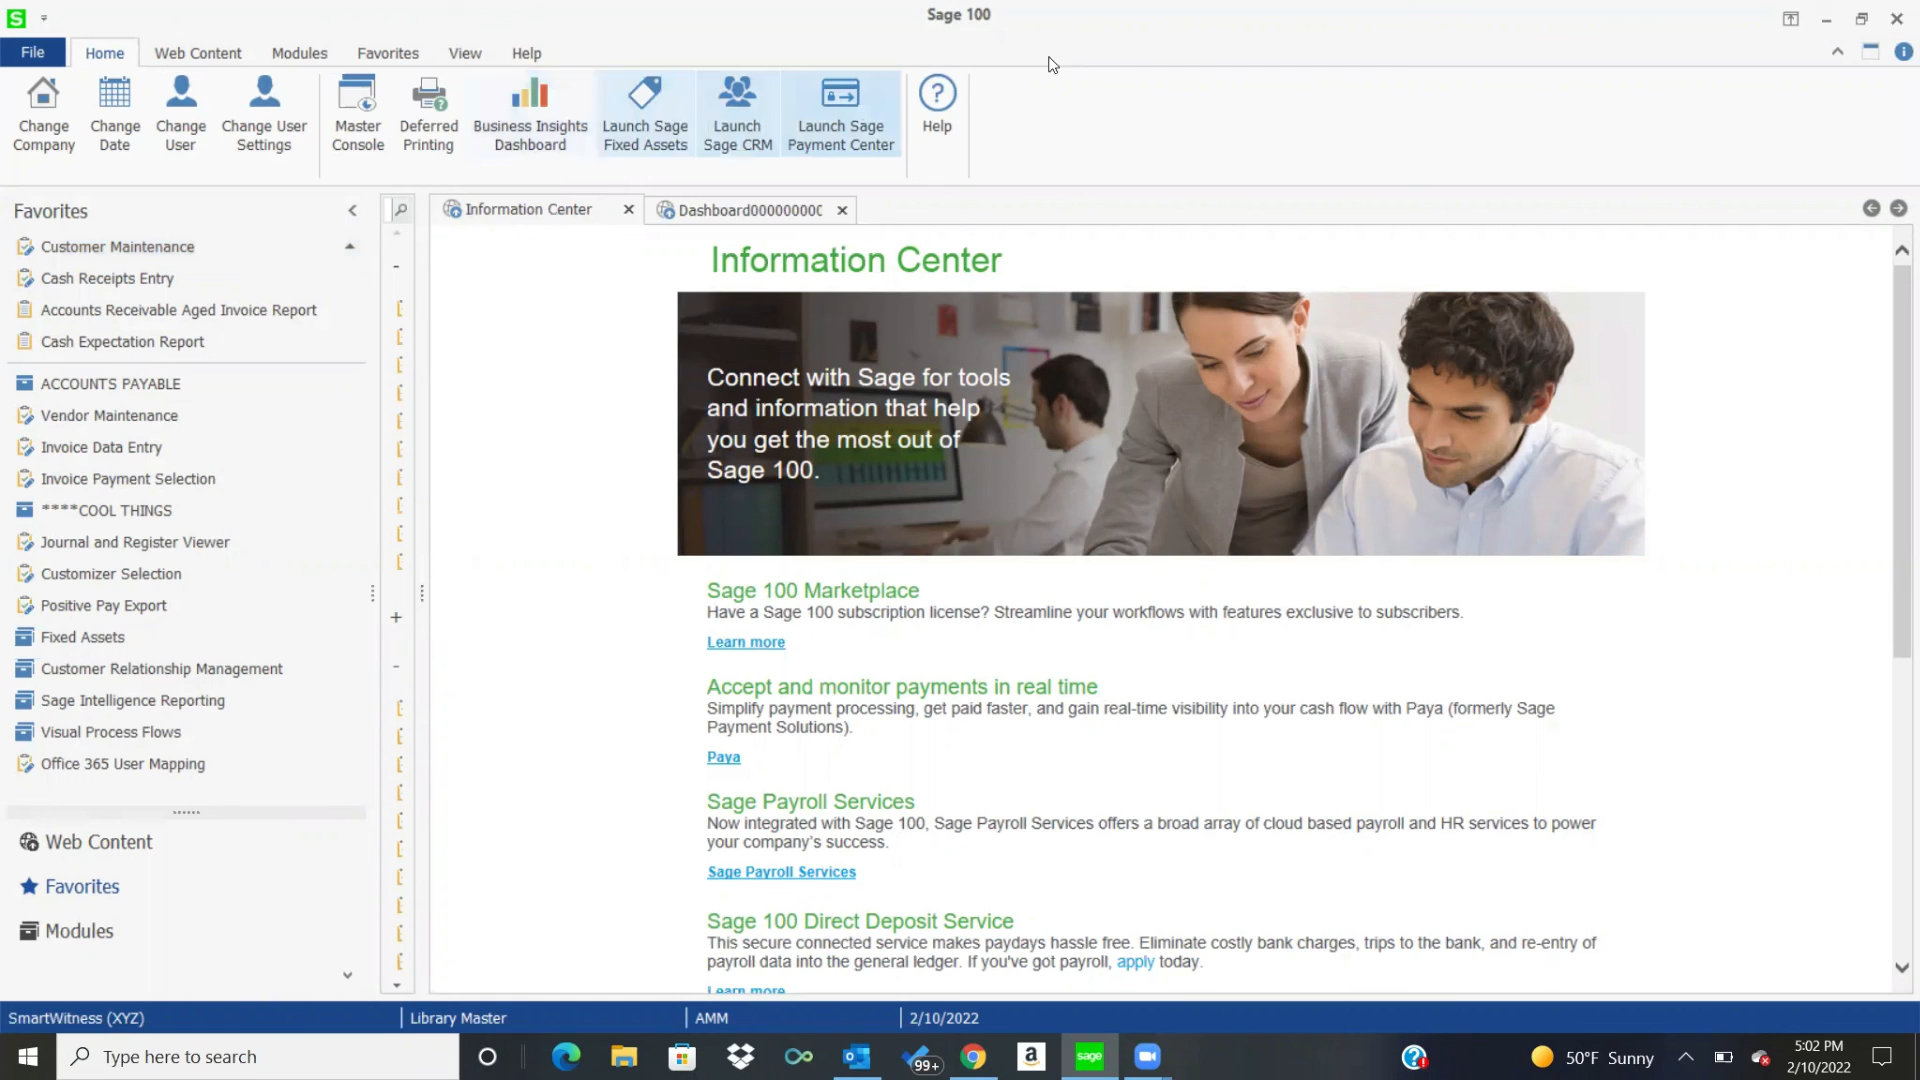 S
Sage 100
File
Home
Web Content
Modules
Favorites
View
Help
Change
Company
Change
Date
Change
User
Change User
Settings
Master
Console
Deferred
Printing
Business Insights
Dashboard
Launch Sage
Fixed Assets
Launch
Sage CRM
Launch Sage
Payment Center
Help
Favorites
Customer Maintenance
Cash Receipts Entry
Accounts Receivable Aged Invoice Report
Cash Expectation Report
ACCOUNTS PAYABLE
Vendor Maintenance
Invoice Data Entry
Invoice Payment Selection
****COOL THINGS
Journal and Register Viewer
Customizer Selection
Positive Pay Export
Fixed Assets
Customer Relationship Management
Sage Intelligence Reporting
Visual Process Flows
Office 365 User Mapping
Web Content
Favorites
Modules
Information Center
Dashboard00000000C
Information Center
Connect with Sage for tools
and information that help
you get the most out of
Sage 100.
Sage 100 Marketplace
Have a Sage 100 subscription license? Streamline your workflows with features exclusive to subscribers.
Learn more
Accept and monitor payments in real time
Simplify payment processing, get paid faster, and gain real-time visibility into your cash flow with Paya (formerly Sage
Payment Solutions).
Paya
Sage Payroll Services
Now integrated with Sage 100, Sage Payroll Services offers a broad array of cloud based payroll and HR services to power
your company's success.
Sage Payroll Services
Sage 100 Direct Deposit Service
This secure connected service makes paydays hassle free. Eliminate costly bank charges, trips to the bank, and re-entry of
payroll data into the general ledger. If you've got payroll, apply today.
Learn more
SmartWitness (XYZ)
Library Master
AMM
2/10/2022
Type here to search
99+
a
sage
50°F Sunny
5:02 PM
2/10/2022